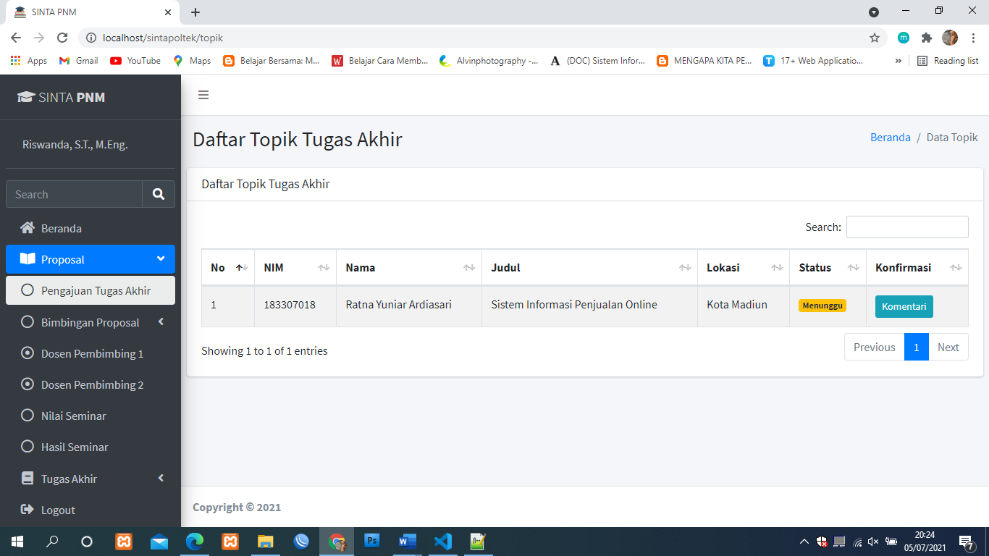 SINTA PNM
localhost/sintapoltek/topik
Apps
Gmail
YouTube
Maps
Belajar Bersama: M...
Belajar Cara Memb...
Alvinphotography -...
(DOC) Sistem Infor...
MENGAPA KITA PE...
17+ Web Applicatio...
»
Reading list
SINTA PNM
Riswanda, S.T., M.Eng.
Search
Beranda
Proposal
Pengajuan Tugas Akhir
Bimbingan Proposal
Dosen Pembimbing 1
Dosen Pembimbing 2
Nilai Seminar
Hasil Seminar
Tugas Akhir
Logout
Daftar Topik Tugas Akhir
Beranda / Data Topik
Daftar Topik Tugas Akhir
Search:
No NIM Nama Judul Lokasi Status Konfirmasi
1 183307018 Ratna Yuniar Ardiasari Sistem Informasi Penjualan Online Kota Madiun Menunggu Komentari
Showing 1 to 1 of 1 entries
Previous 1 Next
Copyright © 2021
20:24
05/07/2021
7